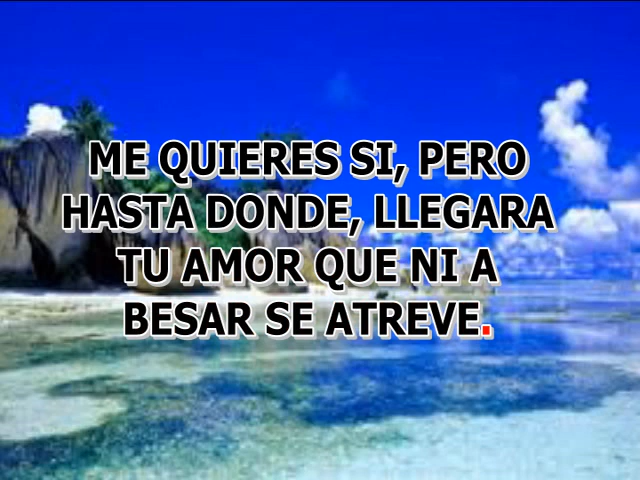 ME QUIERES SI, PERO
HASTA DONDE, LLEGARA
TU AMOR QUE NI A
BESAR SE ATREVE.